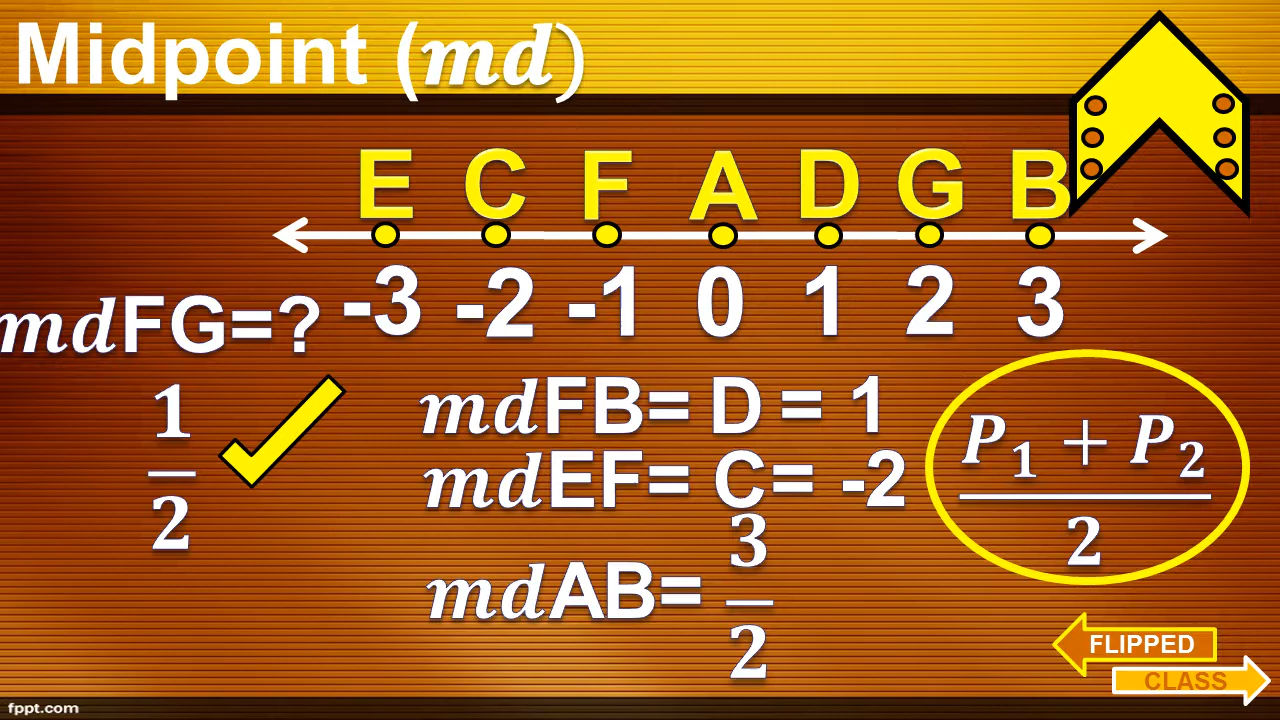 Midpoint (md)
E C F A D G B
-3 -2 -1 0 1 2 3
mdFG=?
1
2
mdFB= D = 1
mdEF= C= -2
mdAB= 3
2
P₁ + P₂
2
FLIPPED
CLASS
fppt.com